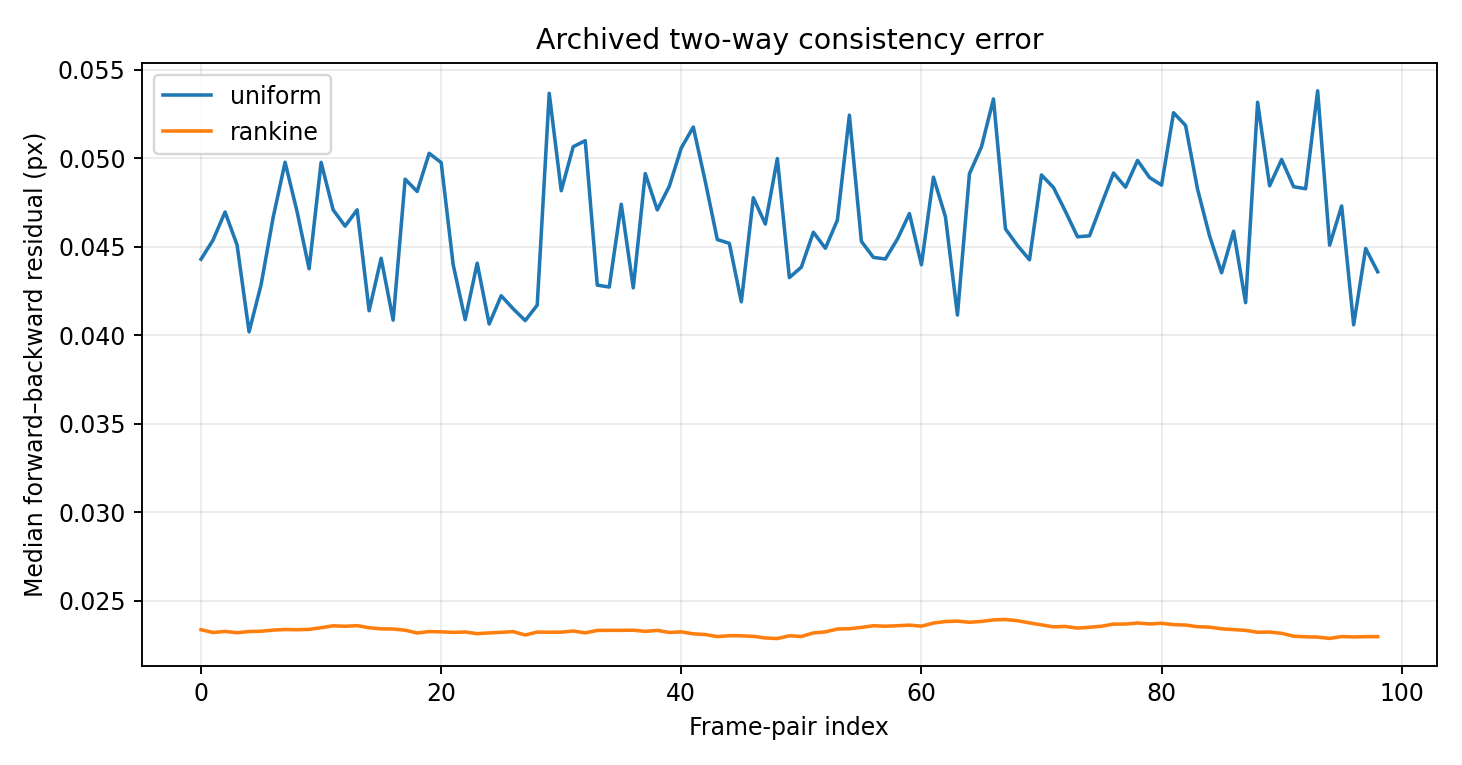 Archived two-way consistency error
uniform
rankine
Median forward–backward residual (px)
0.055
0.050
0.045
0.040
0.035
0.030
0.025
0
20
40
60
80
100
Frame-pair index